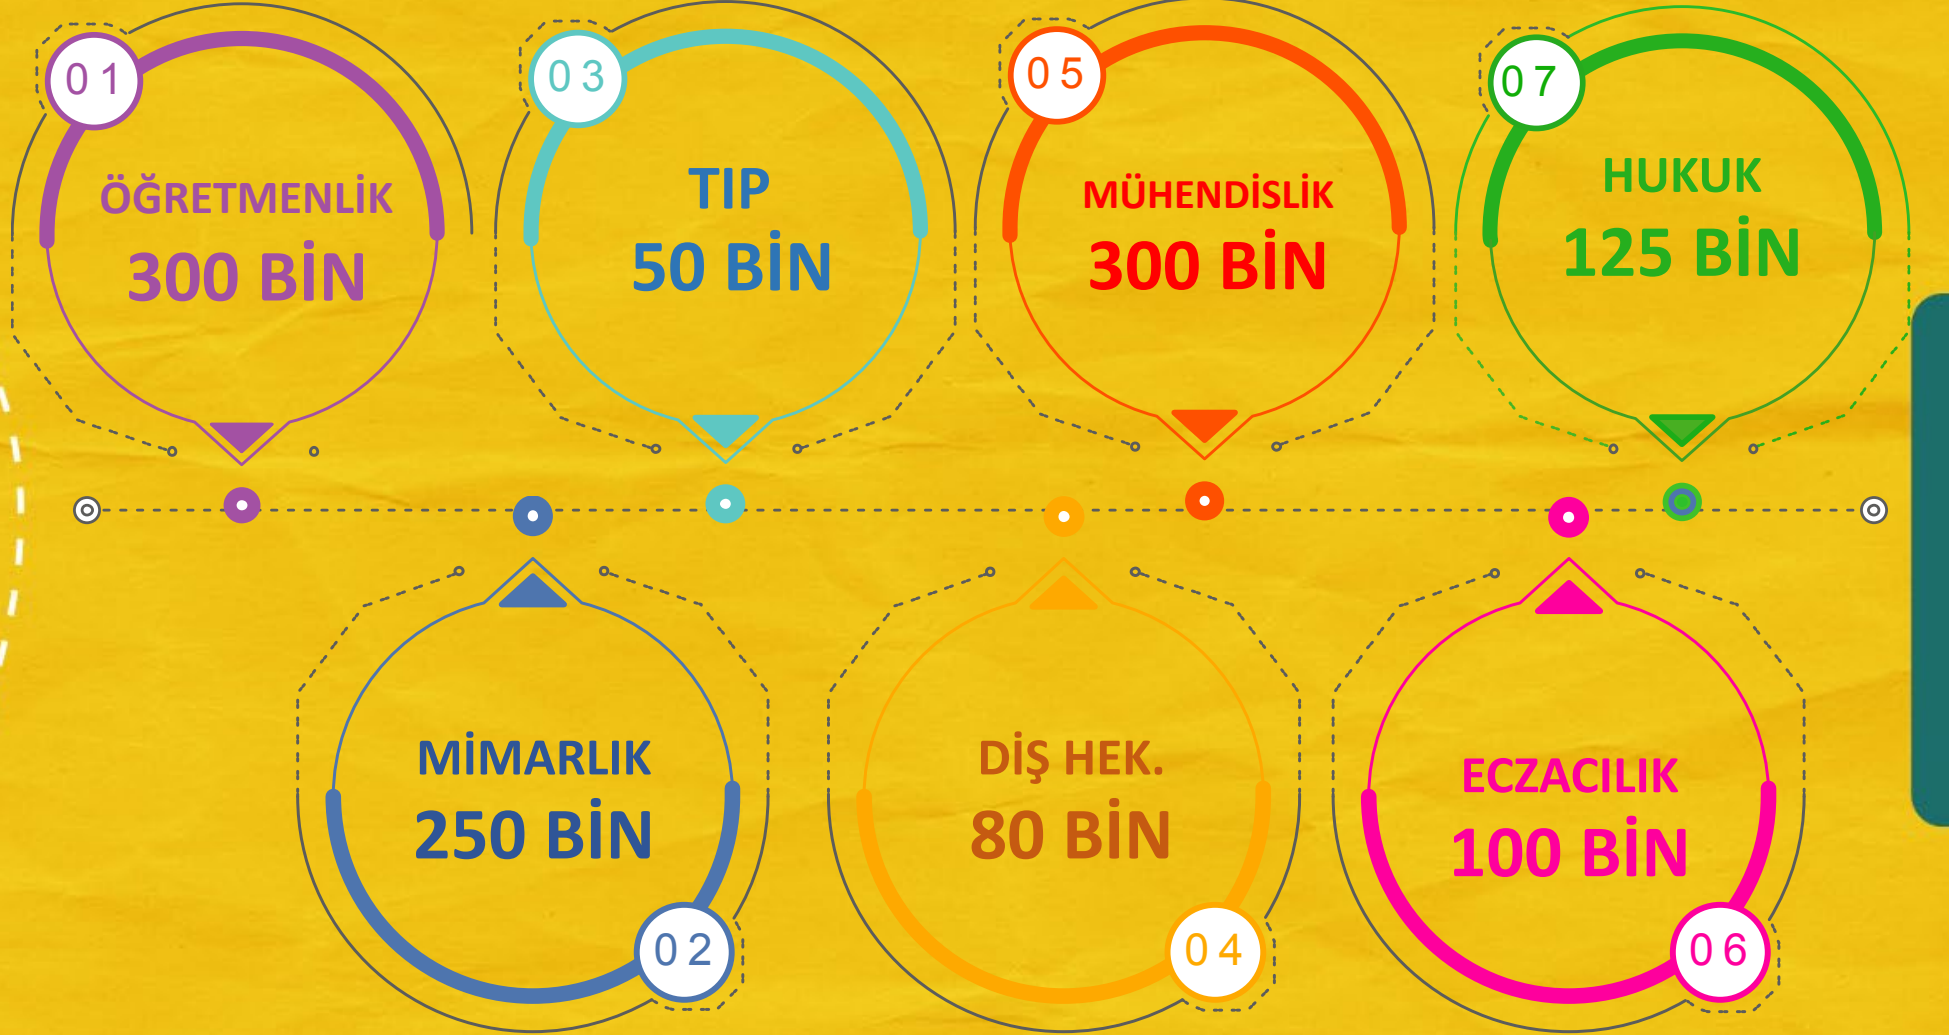 01
ÖĞRETMENLİK
300 BİN
03
TIP
50 BİN
05
MÜHENDİSLİK
300 BİN
07
HUKUK
125 BİN
MİMARLIK
250 BİN
02
DİŞ HEK.
80 BİN
04
ECZACILIK
100 BİN
06